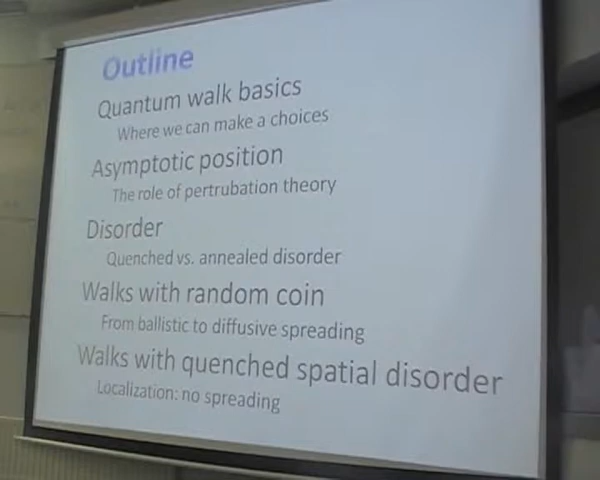 Outline
Quantum walk basics
Where we can make a choices
Asymptotic position
The role of pertrubation theory
Disorder
Quenched vs. annealed disorder
Walks with random coin
From ballistic to diffusive spreading
Walks with quenched spatial disorder
Localization: no spreading